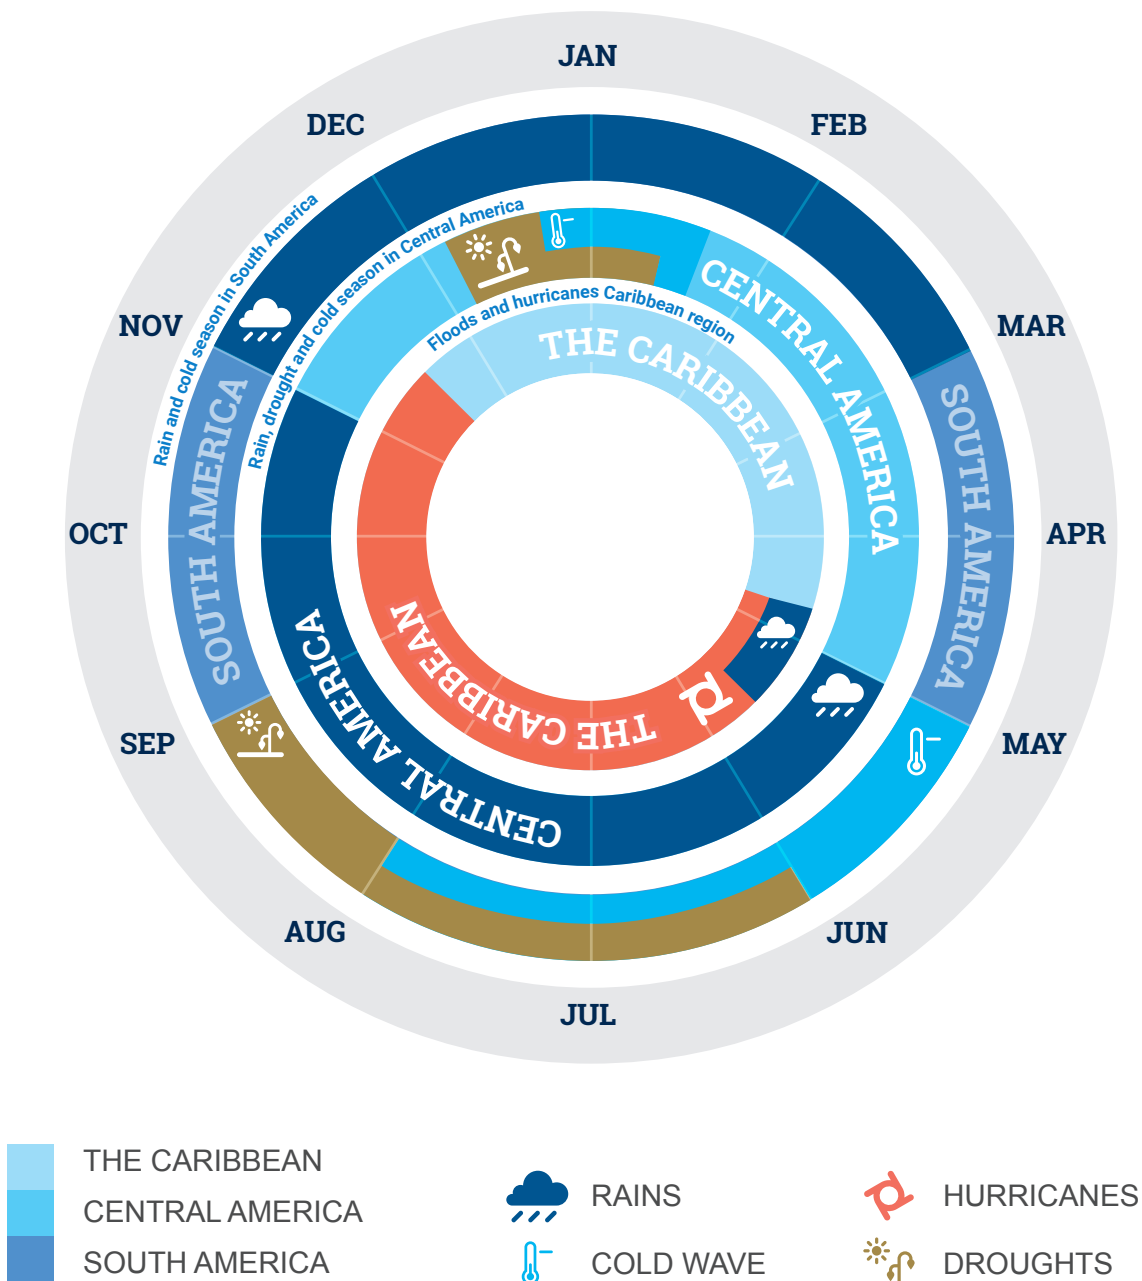 JAN
FEB
MAR
APR
MAY
JUN
JUL
AUG
SEP
OCT
NOV
DEC
Rain and cold season in South America
SOUTH AMERICA
SOUTH AMERICA
Rain, drought and cold season in Central America
CENTRAL AMERICA
CENTRAL AMERICA
Floods and hurricanes Caribbean region
THE CARIBBEAN
THE CARIBBEAN
THE CARIBBEAN
CENTRAL AMERICA
SOUTH AMERICA
RAINS
COLD WAVE
HURRICANES
DROUGHTS